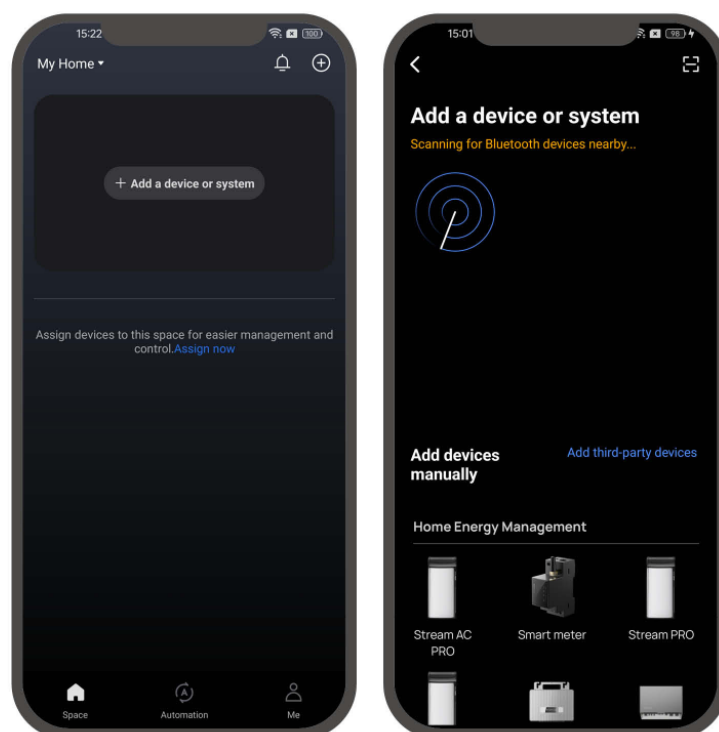 15:22
100
My Home
+ Add a device or system
Assign devices to this space for easier management and
control.Assign now
Space
Automation
Me
15:01
98
Add a device or system
Scanning for Bluetooth devices nearby...
Add devices
manually
Add third-party devices
Home Energy Management
Stream AC
PRO
Smart meter
Stream PRO